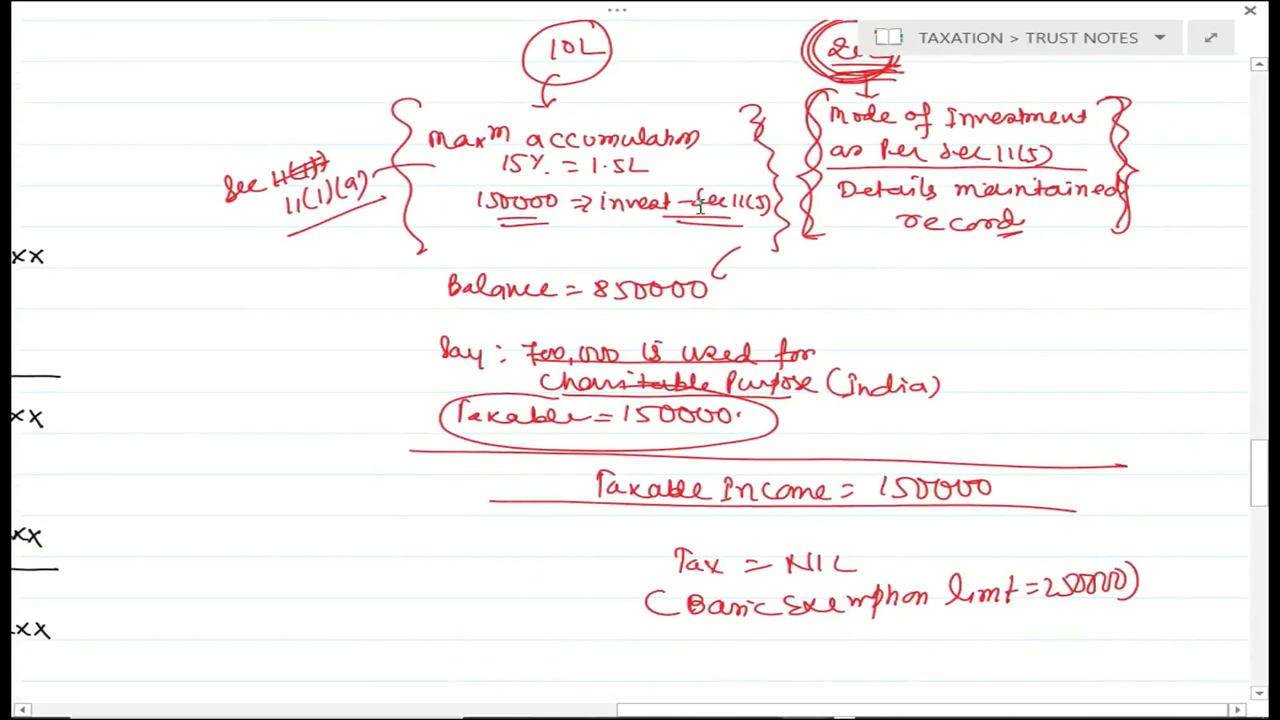 TAXATION > TRUST NOTES
10L
Maxm accumulation
15%. = 1.5L
150000 => invest - Sec 11(5)
Sec 11(1)(a)
Mode of Investment
as Per Sec 11(5)
Details maintained
record
Balance = 850000
Say : 700,000 is used for
Charitable Purpose (India)
Taxable = 150000.
Taxable Income = 150000
Tax = NIL
(Basic Exemption limit = 250000)
XX
XX
XX
XX